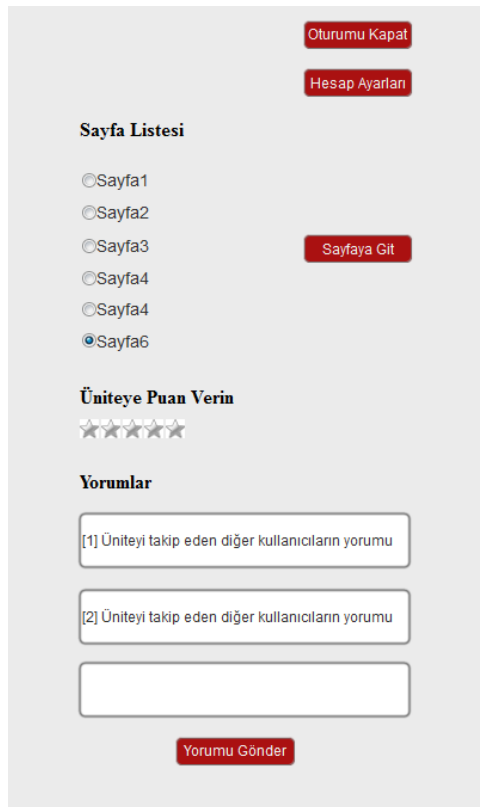 Oturumu Kapat
Hesap Ayarları
Sayfa Listesi
Sayfa1
Sayfa2
Sayfa3
Sayfaya Git
Sayfa4
Sayfa4
Sayfa6
Üniteye Puan Verin
Yorumlar
[1] Üniteyi takip eden diğer kullanıcıların yorumu
[2] Üniteyi takip eden diğer kullanıcıların yorumu
Yorumu Gönder